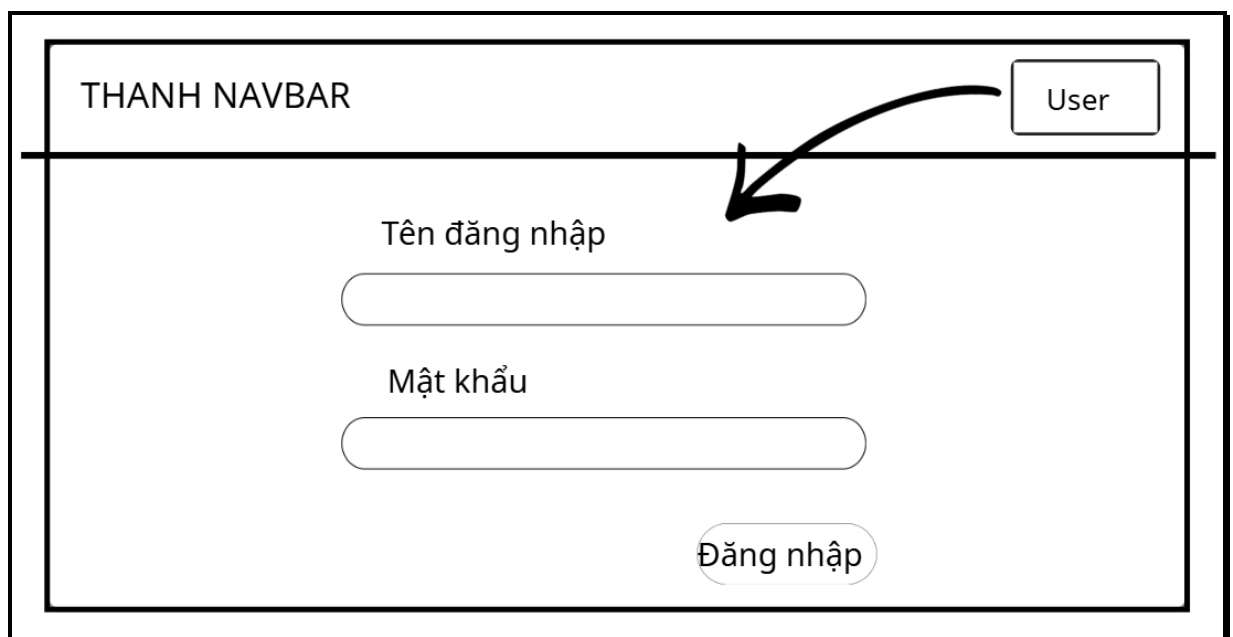 THANH NAVBAR
User
Tên đăng nhập
Mật khẩu
Đăng nhập